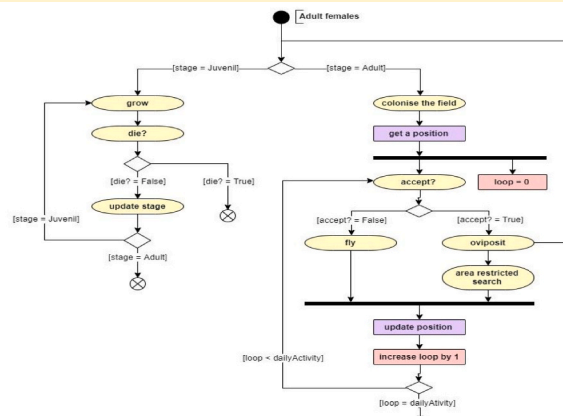 Adult females
[stage = Juvenil]
[stage = Adult]
grow
die?
[die? = False]
[die? = True]
update stage
[stage = Juvenil]
[stage = Adult]
colonise the field
get a position
accept?
loop = 0
[accept? = False]
[accept? = True]
fly
oviposit
area restricted
search
update position
increase loop by 1
[loop < dailyActivity]
[loop = dailyAtivity]